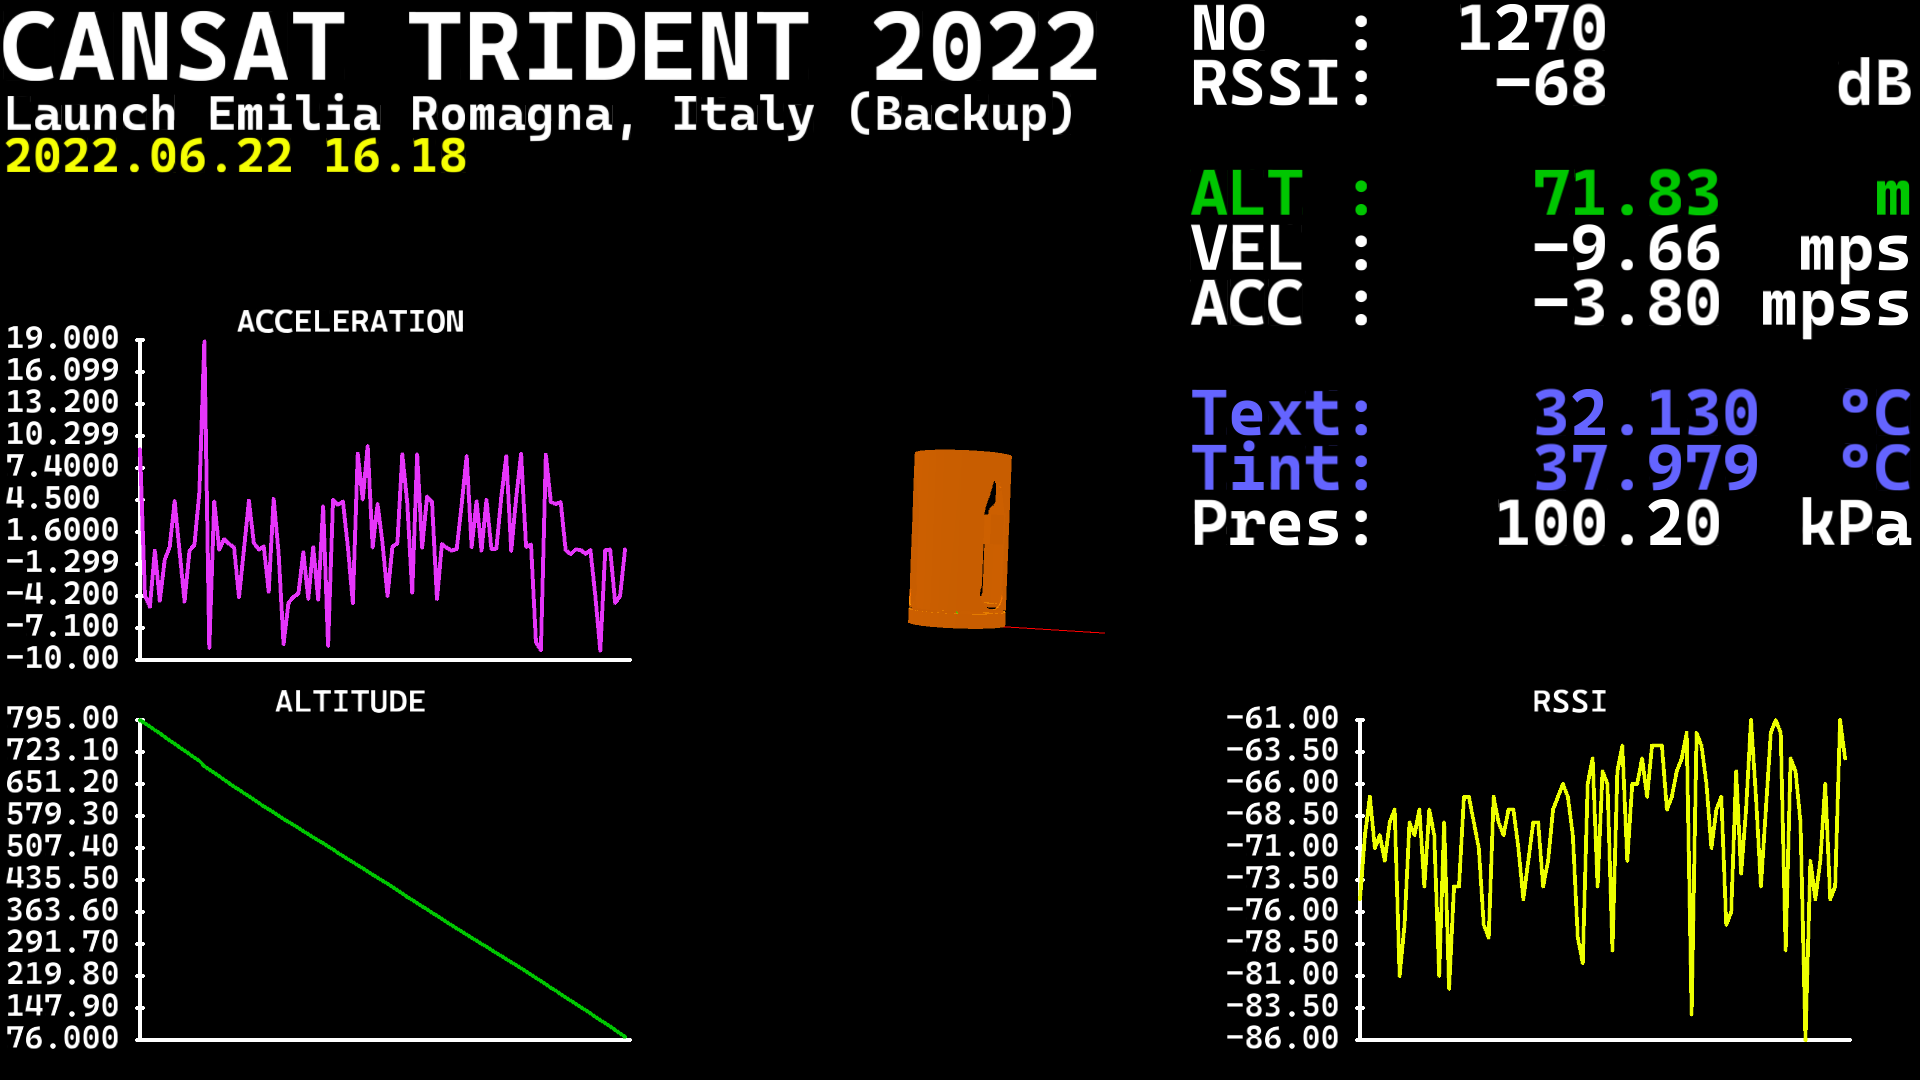 CANSAT TRIDENT 2022
Launch Emilia Romagna, Italy (Backup)
2022.06.22 16.18
NO : 1270
RSSI: −68 dB
ALT : 71.83 m
VEL : −9.66 mps
ACC : −3.80 mpss
Text: 32.130 °C
Tint: 37.979 °C
Pres: 100.20 kPa
ACCELERATION
19.000
16.099
13.200
10.299
7.4000
4.500
1.6000
−1.299
−4.200
−7.100
−10.00
ALTITUDE
795.00
723.10
651.20
579.30
507.40
435.50
363.60
291.70
219.80
147.90
76.000
RSSI
−61.00
−63.50
−66.00
−68.50
−71.00
−73.50
−76.00
−78.50
−81.00
−83.50
−86.00